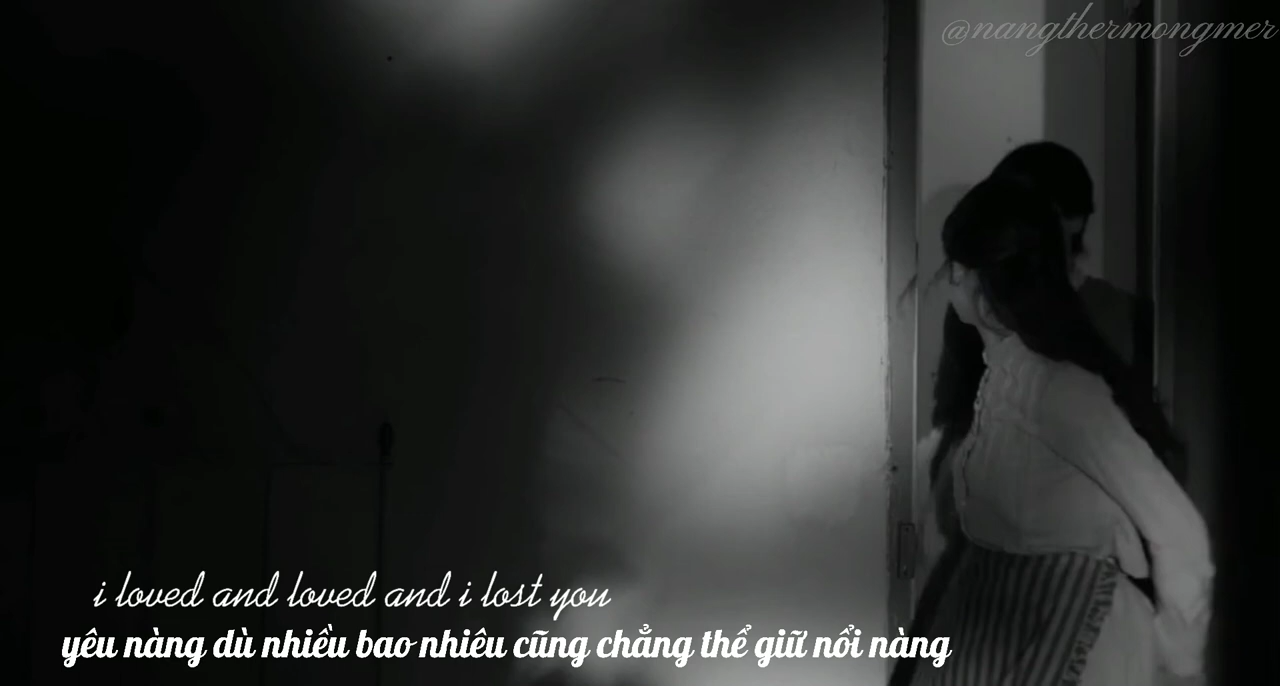 @nangthermongmer
i loved and loved and i lost you
yêu nàng dù nhiều bao nhiêu cũng chẳng thể giữ nổi nàng